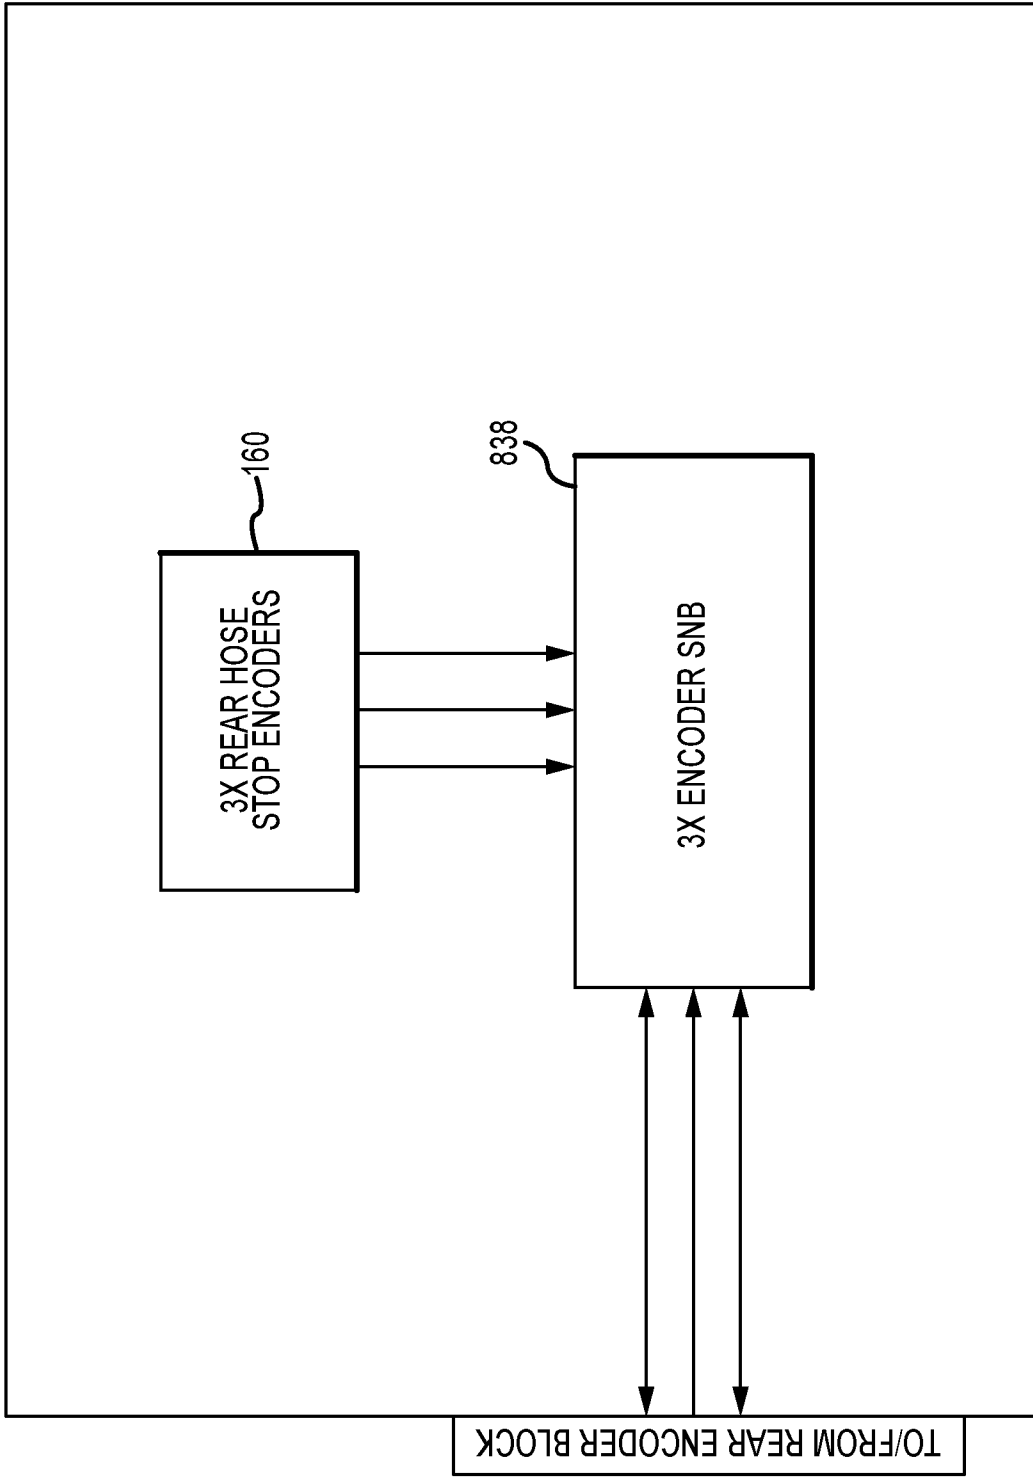 160
3X REAR HOSE
STOP ENCODERS
838
3X ENCODER SNB
TO/FROM REAR ENCODER BLOCK